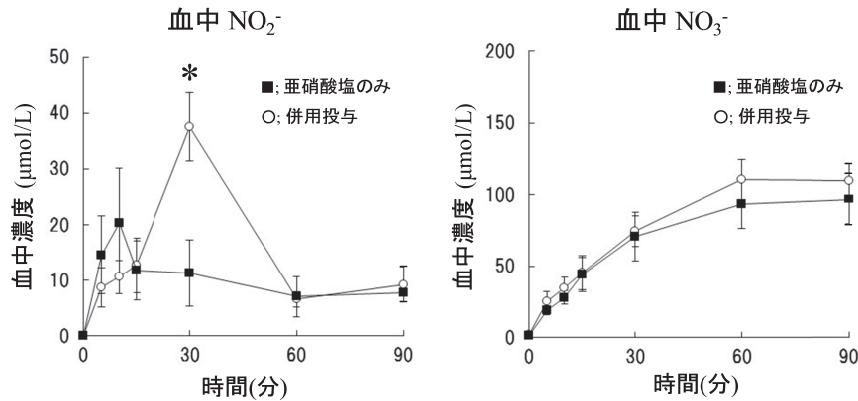 血中 NO₂⁻
50
40
30
20
10
0
血中濃度 (μmol/L)
*
■; 亜硝酸塩のみ
○; 併用投与
0 30 60 90
時間(分)
血中 NO₃⁻
200
150
100
50
0
血中濃度 (μmol/L)
■; 亜硝酸塩のみ
○; 併用投与
0 30 60 90
時間(分)